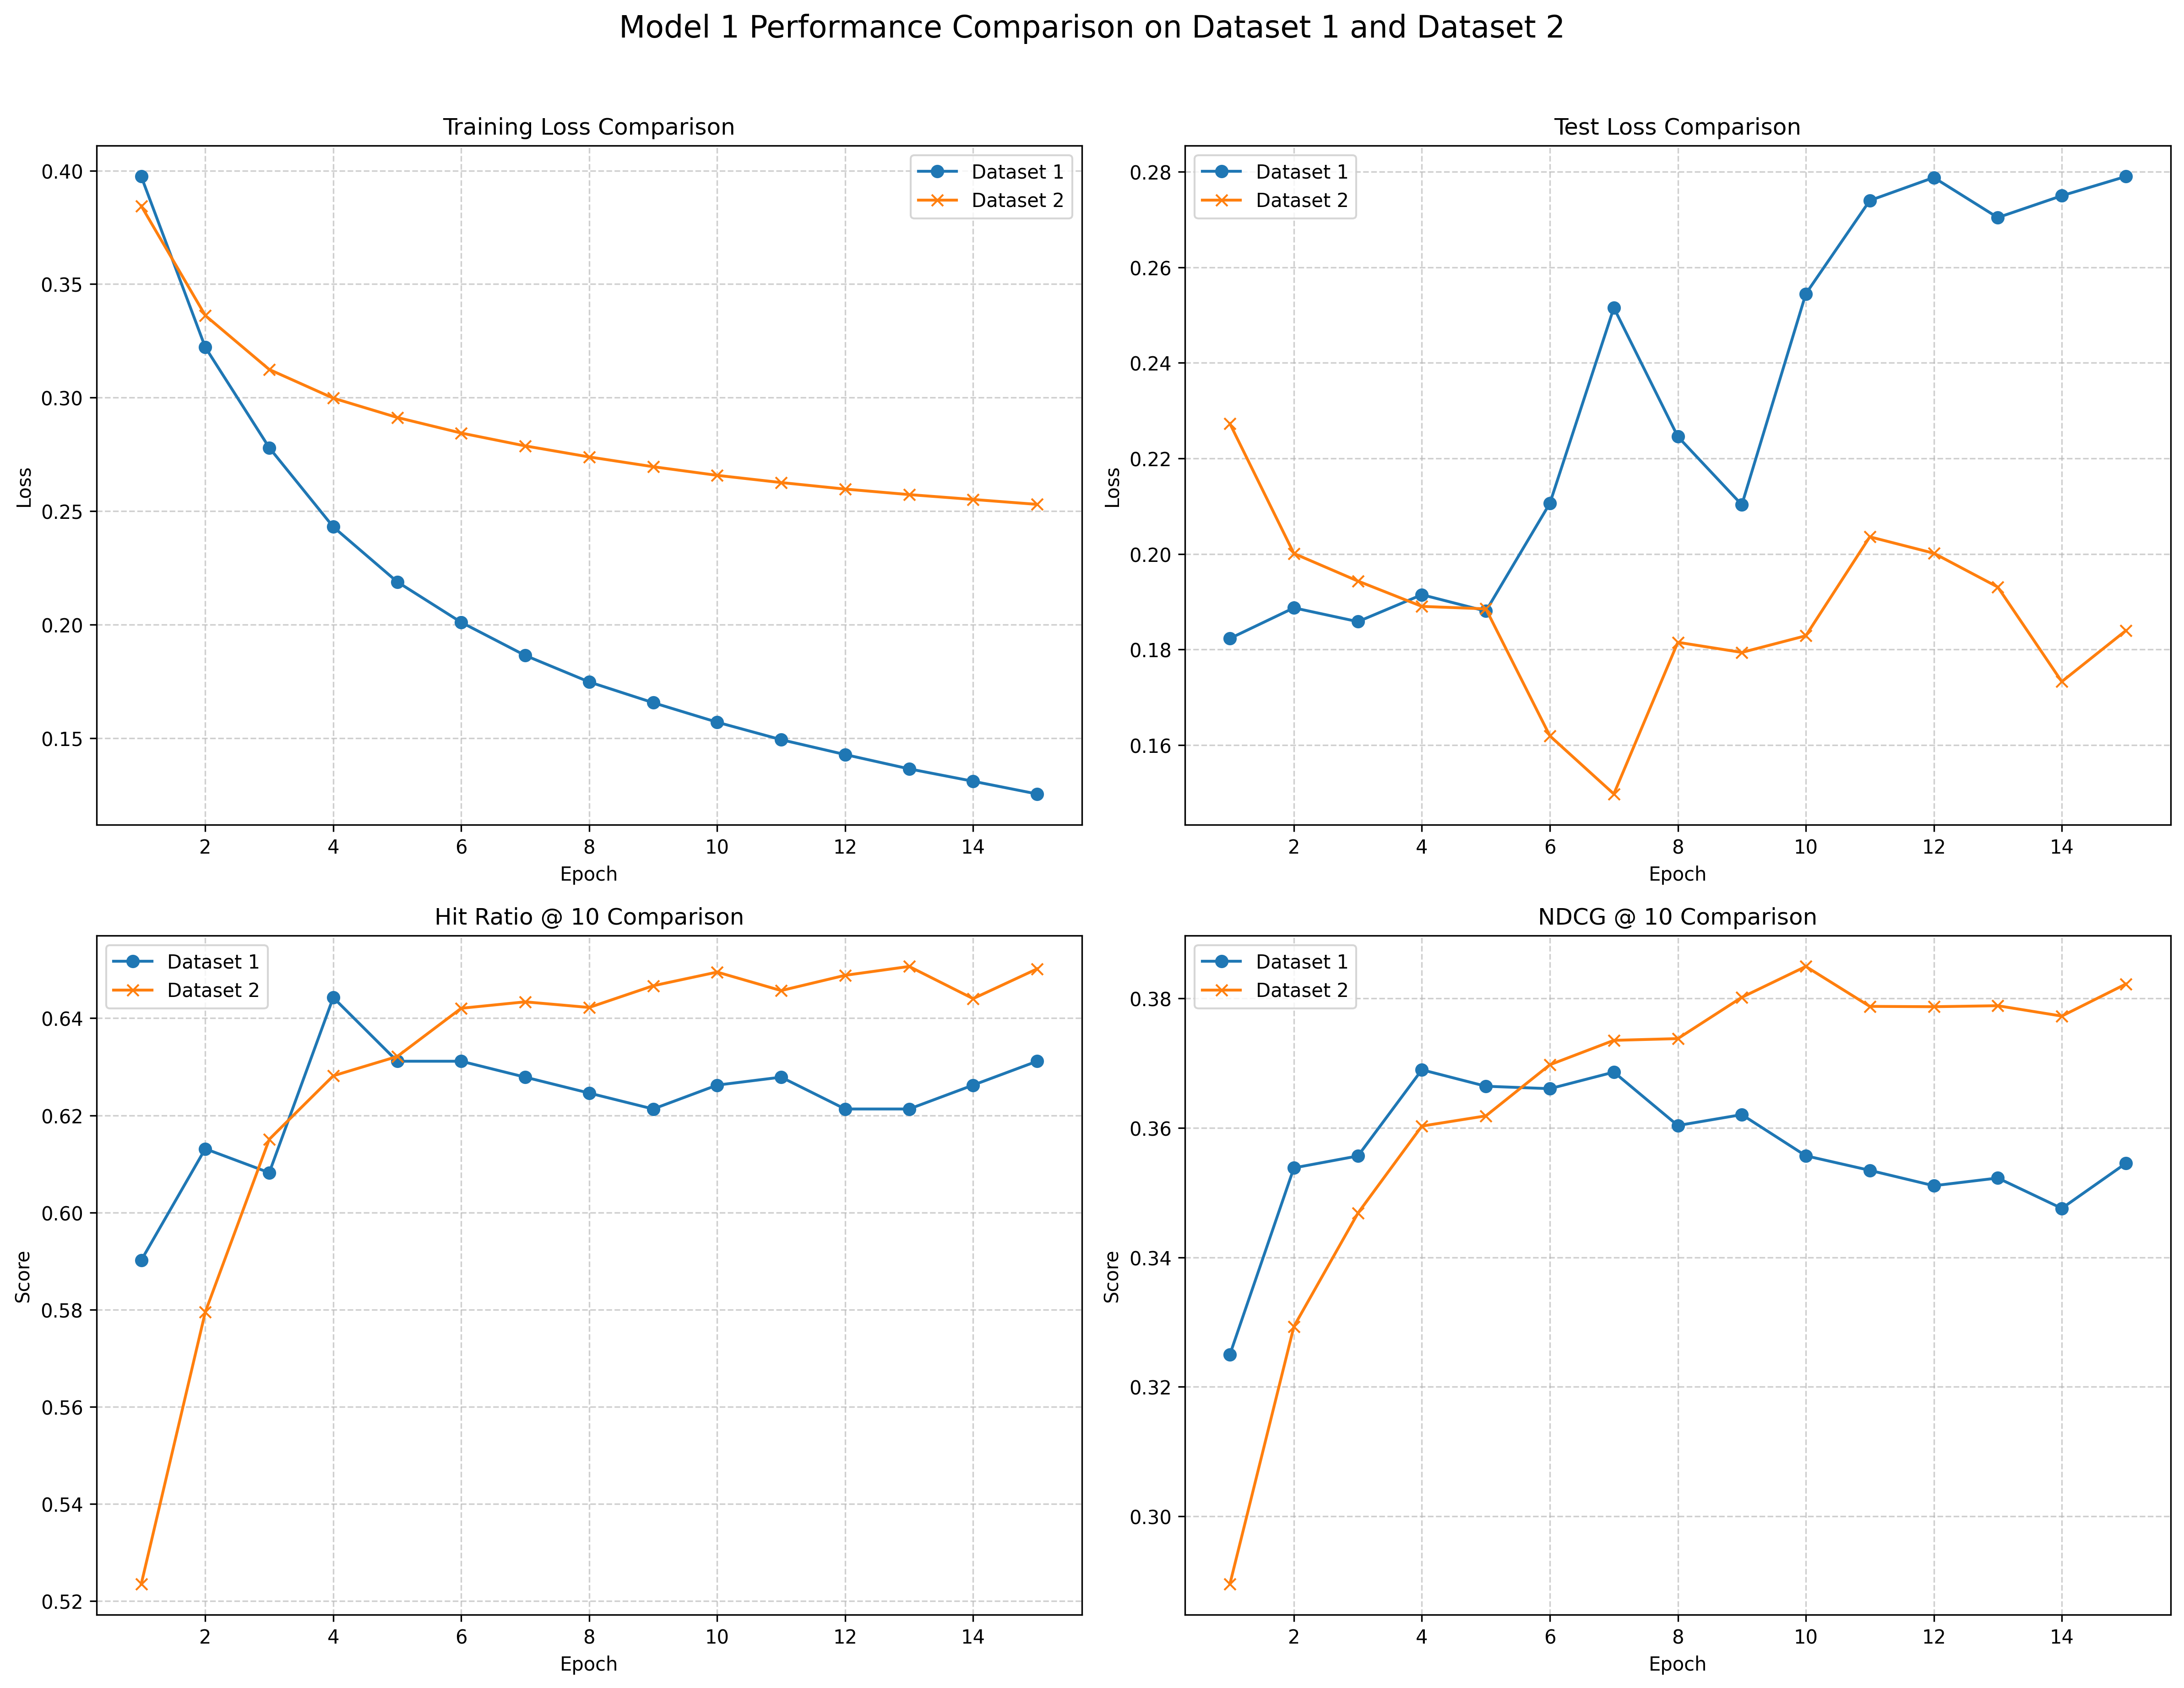 Model 1 Performance Comparison on Dataset 1 and Dataset 2
Training Loss Comparison
Dataset 1
Dataset 2
0.40
0.35
0.30
0.25
0.20
0.15
Loss
2 4 6 8 10 12 14
Epoch
Test Loss Comparison
Dataset 1
Dataset 2
0.28
0.26
0.24
0.22
0.20
0.18
0.16
Loss
2 4 6 8 10 12 14
Epoch
Hit Ratio @ 10 Comparison
Dataset 1
Dataset 2
0.64
0.62
0.60
0.58
0.56
0.54
0.52
Score
2 4 6 8 10 12 14
Epoch
NDCG @ 10 Comparison
Dataset 1
Dataset 2
0.38
0.36
0.34
0.32
0.30
Score
2 4 6 8 10 12 14
Epoch